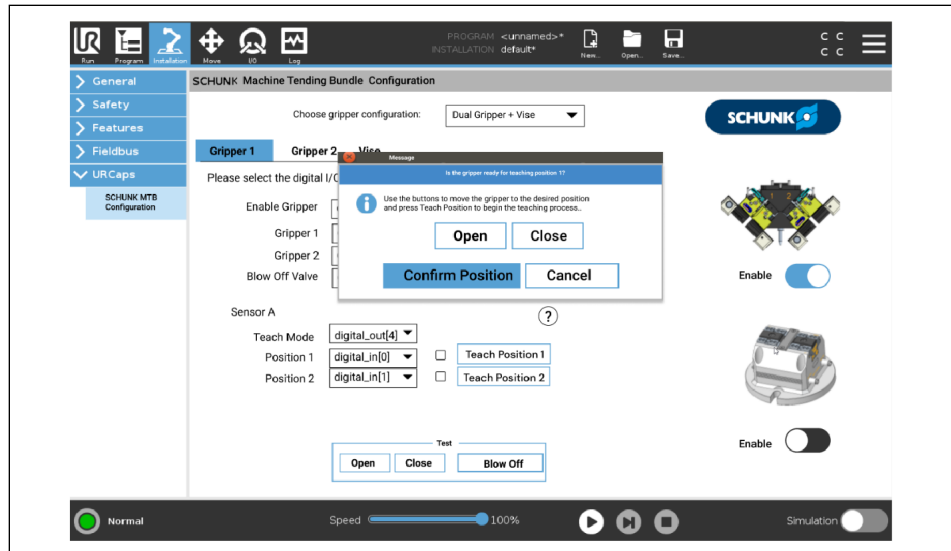 PROGRAM <unnamed>*
INSTALLATION default*
C C
C C
Run Program Installation Move I/O Log New... Open... Save...
General
SCHUNK Machine Tending Bundle Configuration
Safety
Features
Fieldbus
URCaps
SCHUNK MTB
Configuration
Choose gripper configuration: Dual Gripper + Vise
SCHUNK
Gripper 1 Gripper 2 Vise
Please select the digital I/O
Enable Gripper
Gripper 1
Gripper 2
Blow Off Valve
Message
Is the gripper ready for teaching position 1?
Use the buttons to move the gripper to the desired position
and press Teach Position to begin the teaching process..
Open Close
Confirm Position Cancel
Enable
Sensor A ?
Teach Mode digital_out[4]
Position 1 digital_in[0] Teach Position 1
Position 2 digital_in[1] Teach Position 2
Test
Open Close Blow Off
Enable
Normal Speed 100% Simulation